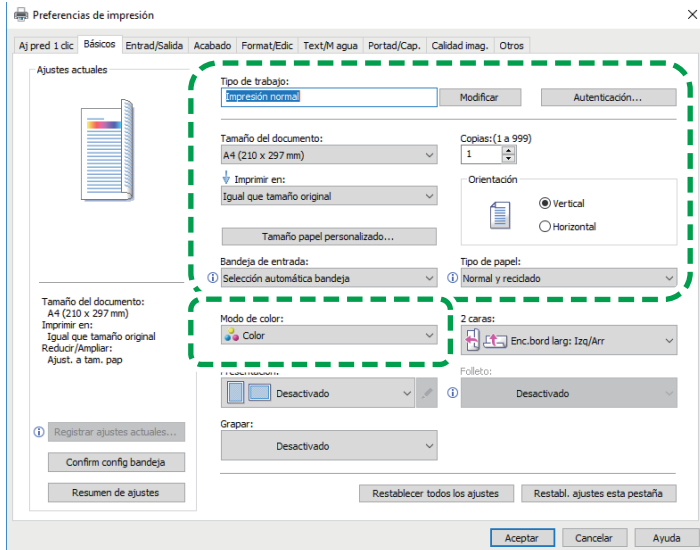 Preferencias de impresión
Aj pred 1 clic Básicos Entrad/Salida Acabado Format/Edic Text/M agua Portad/Cap. Calidad imag. Otros
Ajustes actuales
Tipo de trabajo:
Impresión normal
Modificar
Autenticación...
Tamaño del documento:
A4 (210 x 297 mm)
Copias:(1 a 999)
1
Imprimir en:
Igual que tamaño original
Orientación
Vertical
Horizontal
Tamaño papel personalizado...
Bandeja de entrada:
Selección automática bandeja
Tipo de papel:
Normal y reciclado
Tamaño del documento:
A4 (210 x 297 mm)
Imprimir en:
Igual que tamaño original
Reducir/Ampliar:
Ajust. a tam. pap
Modo de color:
Color
2 caras:
Enc.bord larg: Izq/Arr
Presentación:
Desactivado
Folleto:
Desactivado
Grapar:
Desactivado
Registrar ajustes actuales...
Confirm config bandeja
Resumen de ajustes
Restablecer todos los ajustes
Restabl. ajustes esta pestaña
Aceptar
Cancelar
Ayuda